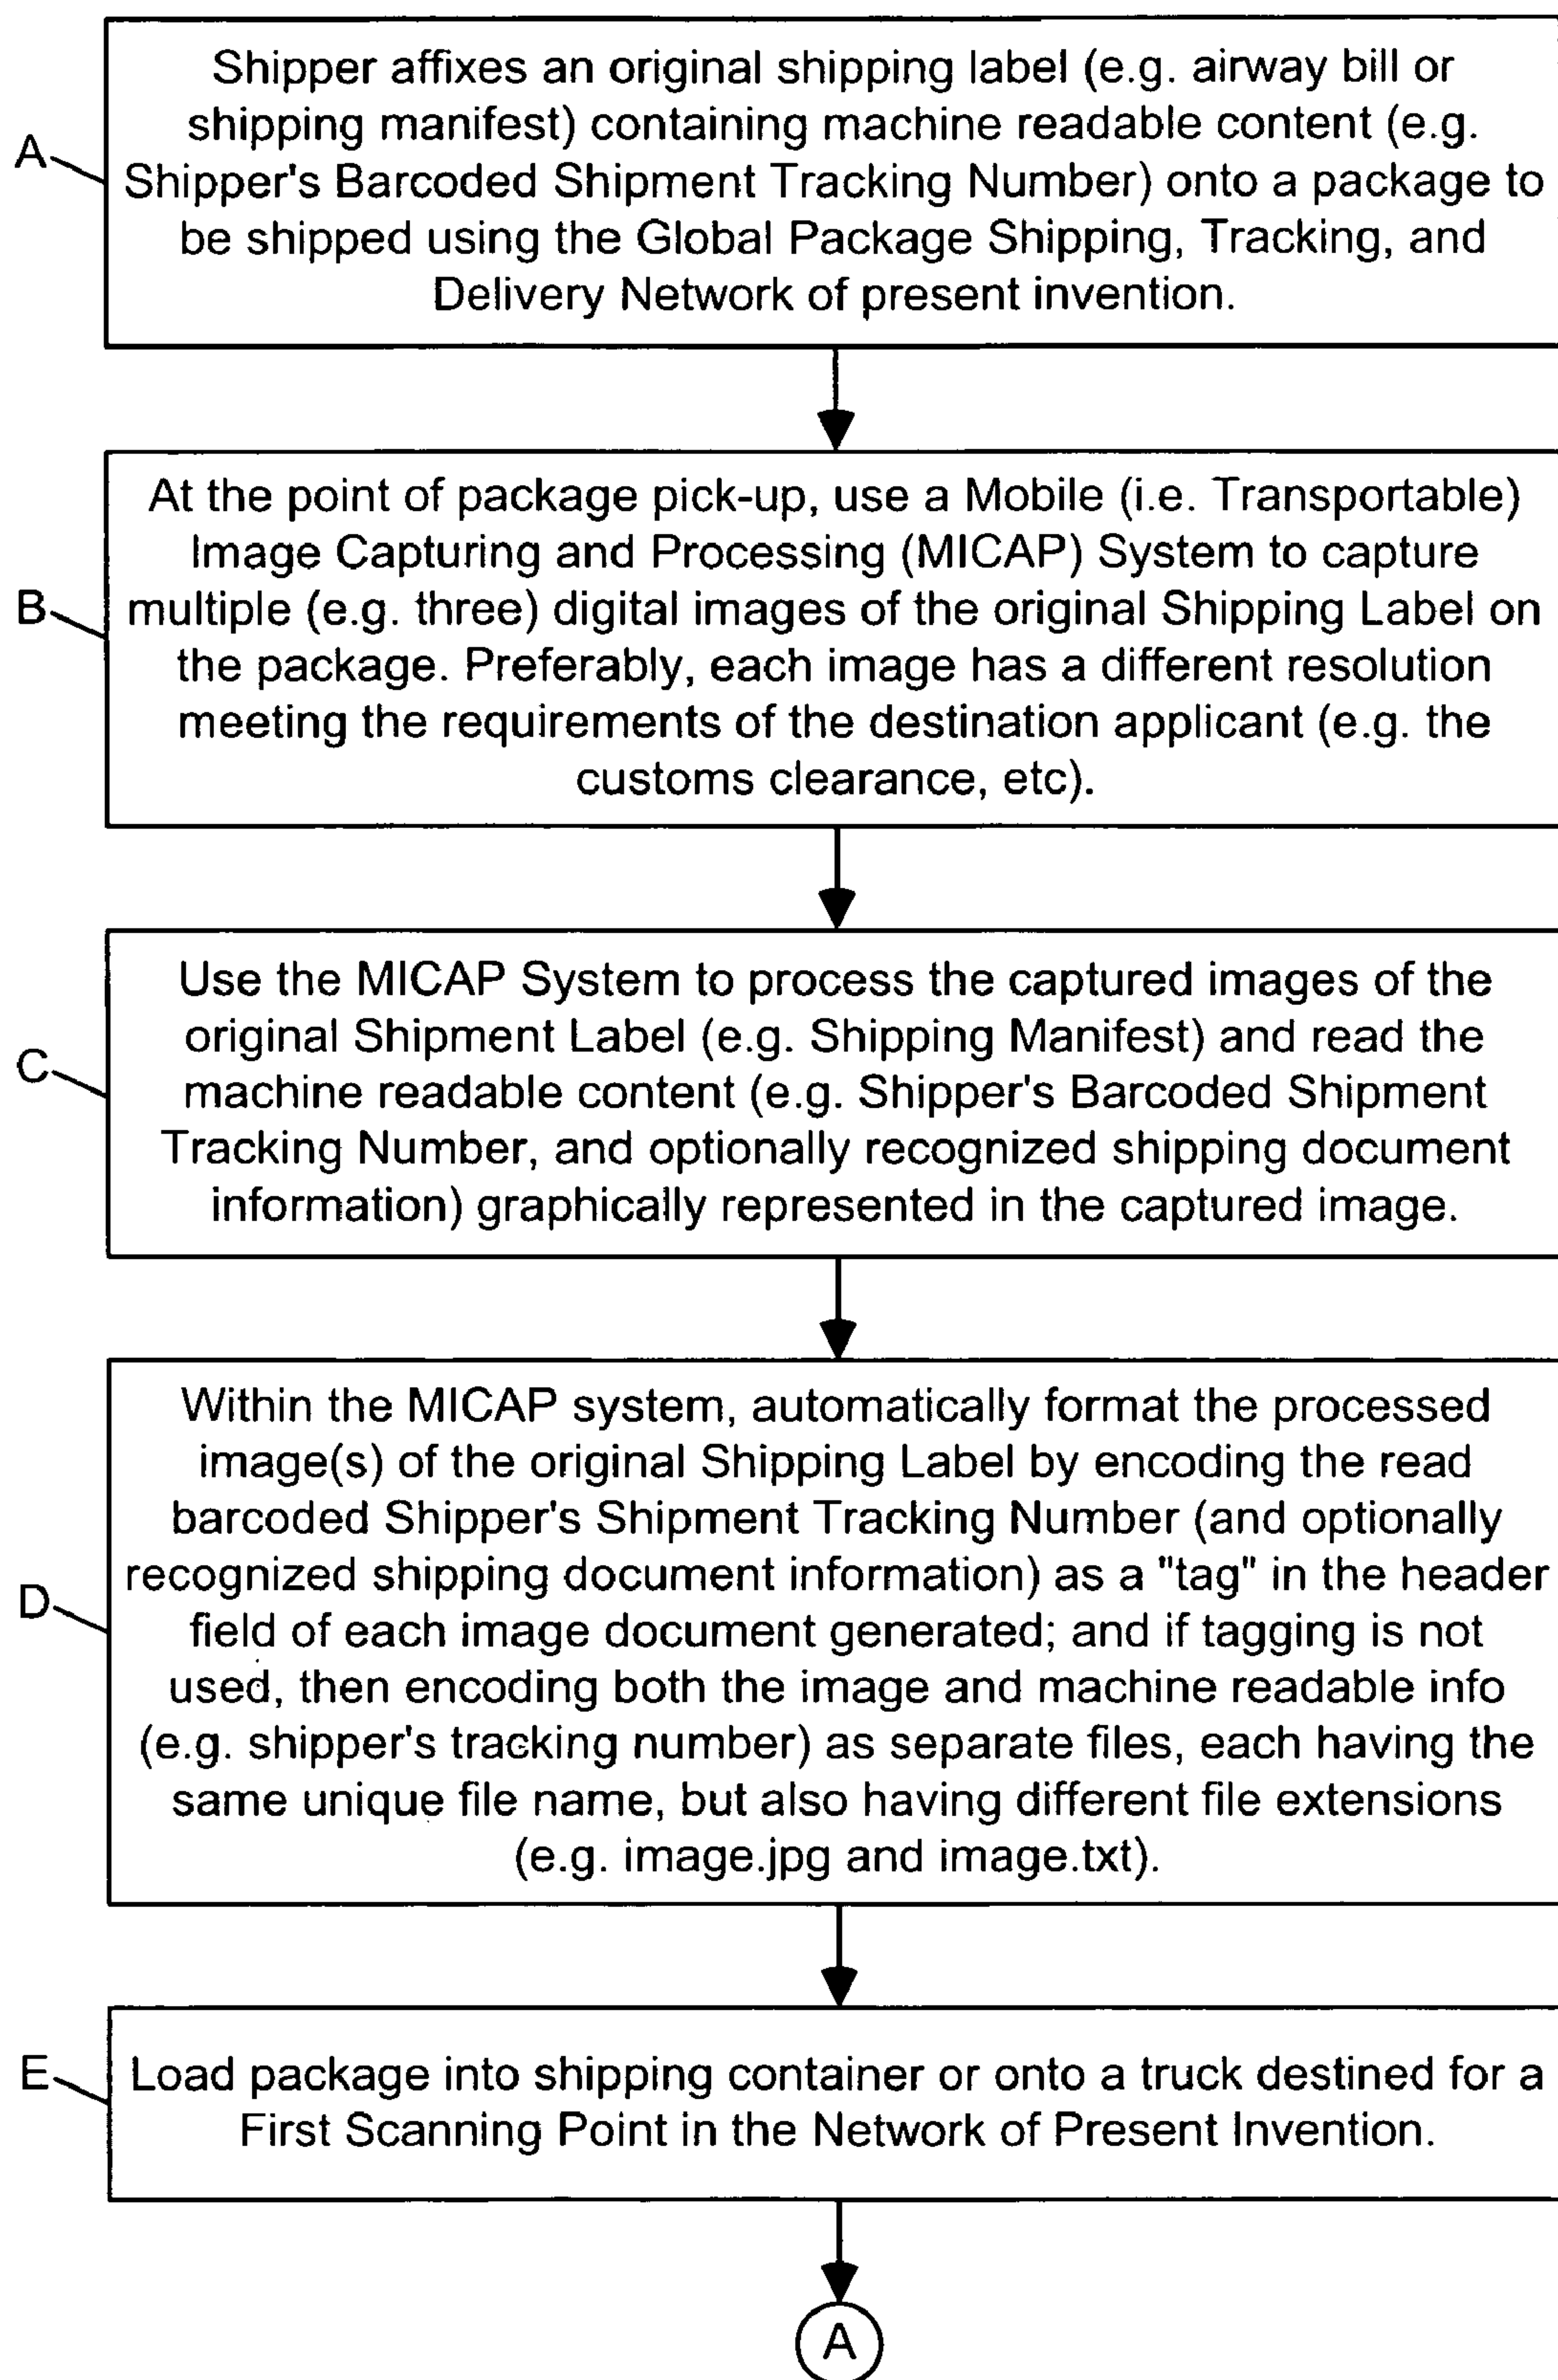 Shipper affixes an original shipping label (e.g. airway bill or
shipping manifest) containing machine readable content (e.g.
A
Shipper's Barcoded Shipment Tracking Number) onto a package to
be shipped using the Global Package Shipping, Tracking, and
Delivery Network of present invention.
At the point of package pick-up, use a Mobile (i.e. Transportable)
Image Capturing and Processing (MICAP) System to capture
B
multiple (e.g. three) digital images of the original Shipping Label on
the package. Preferably, each image has a different resolution
meeting the requirements of the destination applicant (e.g. the
customs clearance, etc).
Use the MICAP System to process the captured images of the
original Shipment Label (e.g. Shipping Manifest) and read the
C
machine readable content (e.g. Shipper's Barcoded Shipment
Tracking Number, and optionally recognized shipping document
information) graphically represented in the captured image.
Within the MICAP system, automatically format the processed
image(s) of the original Shipping Label by encoding the read
barcoded Shipper's Shipment Tracking Number (and optionally
recognized shipping document information) as a "tag" in the header
D
field of each image document generated; and if tagging is not
used, then encoding both the image and machine readable info
(e.g. shipper's tracking number) as separate files, each having the
same unique file name, but also having different file extensions
(e.g. image.jpg and image.txt).
E
Load package into shipping container or onto a truck destined for a
First Scanning Point in the Network of Present Invention.
A